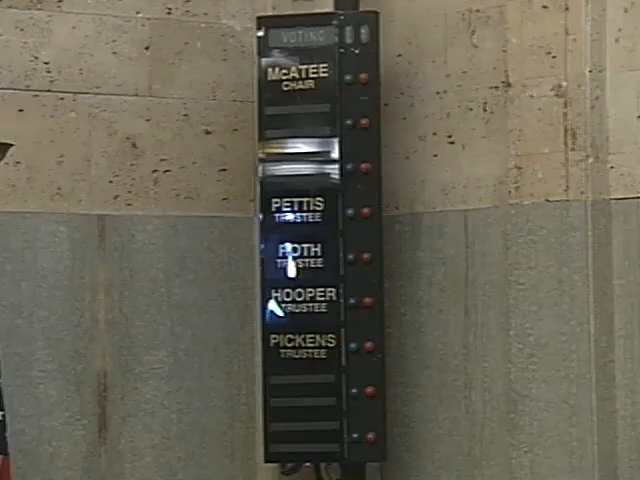 VOTING
McATEE
CHAIR
PETTIS
TRUSTEE
ROTH
TRUSTEE
HOOPER
TRUSTEE
PICKENS
TRUSTEE